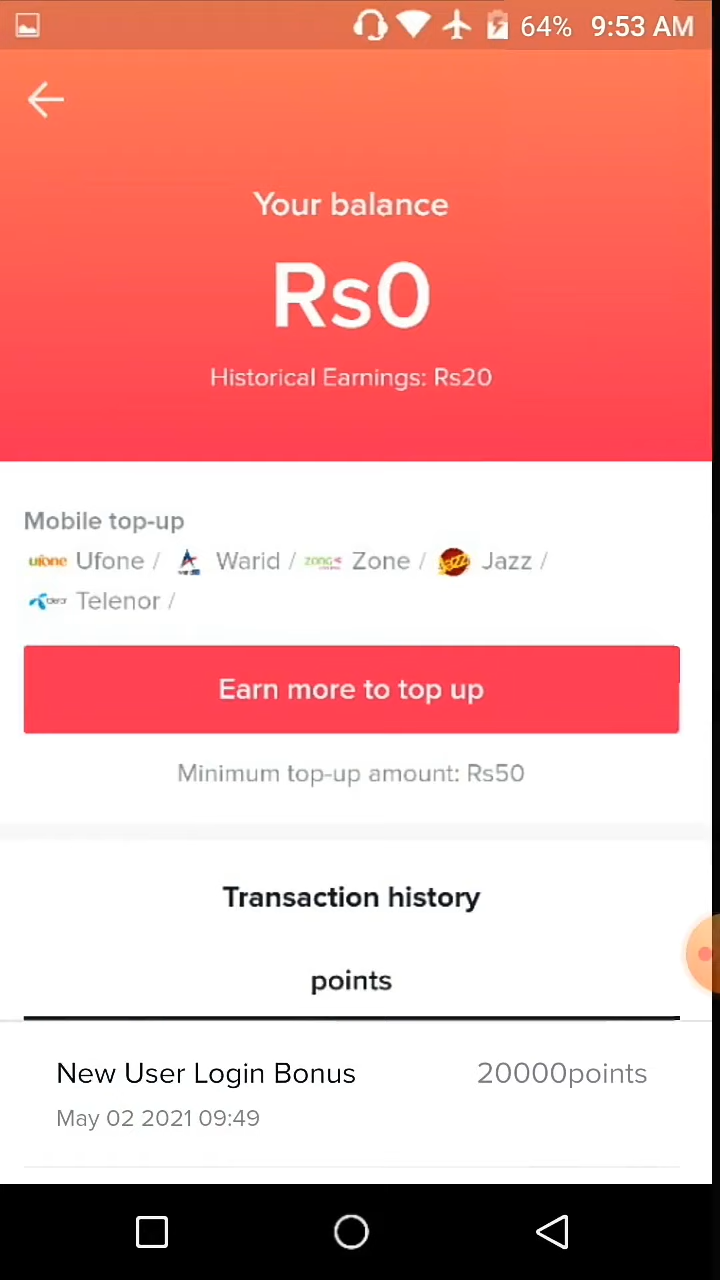 64% 9:53 AM
Your balance
Rs0
Historical Earnings: Rs20
Mobile top-up
ufone Ufone / Warid / zong Zone / Jazz /
Telenor /
Earn more to top up
Minimum top-up amount: Rs50
Transaction history
points
New User Login Bonus 20000points
May 02 2021 09:49